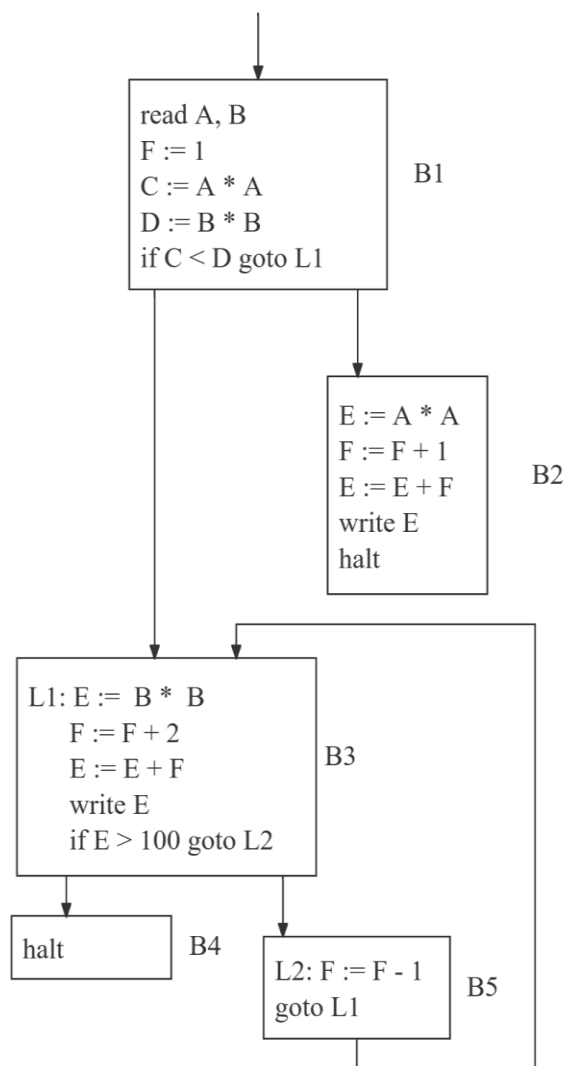 read A, B
F := 1
C := A * A
D := B * B
if C < D goto L1
B1
E := A * A
F := F + 1
E := E + F
write E
halt
B2
L1: E := B * B
F := F + 2
E := E + F
write E
if E > 100 goto L2
B3
halt
B4
L2: F := F - 1
goto L1
B5